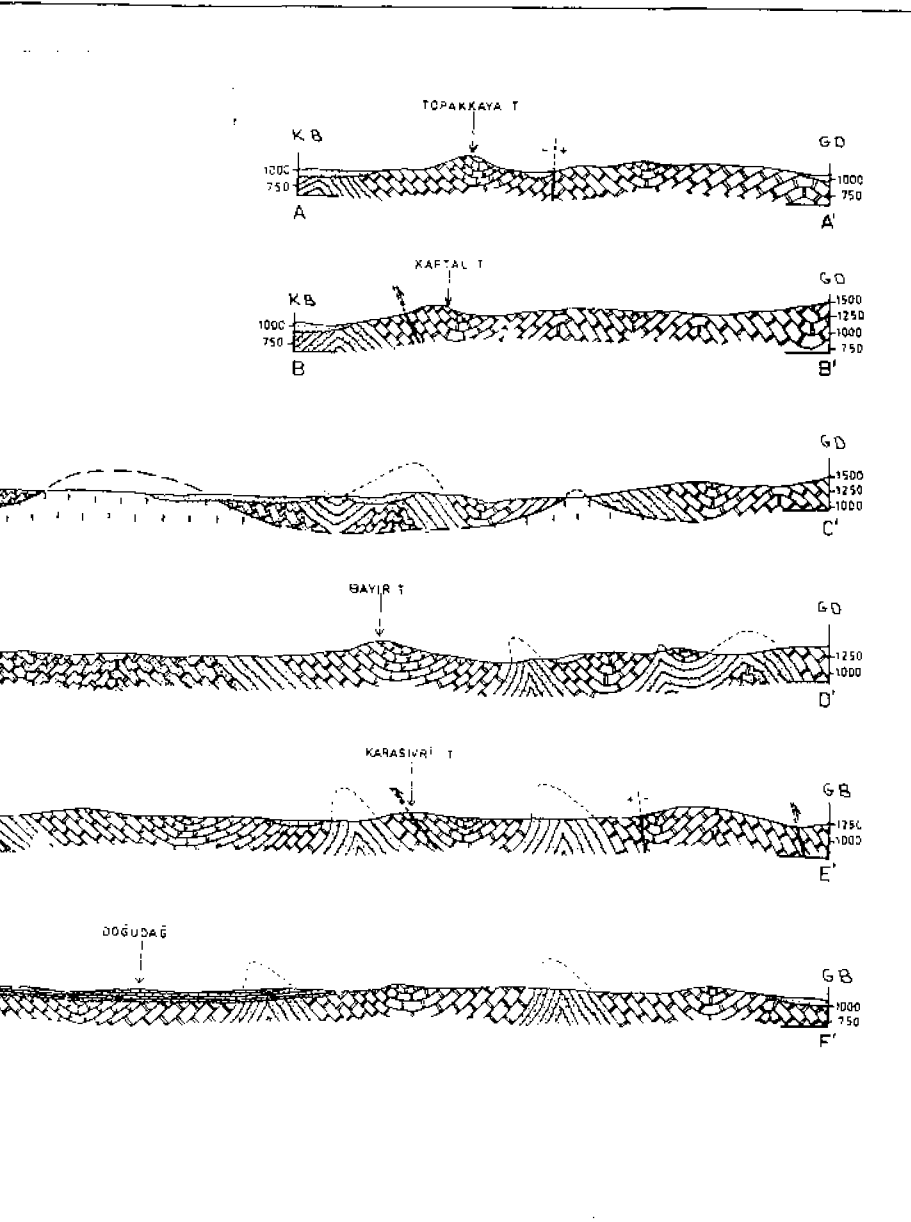 TOPAKKAYA T
KB
GD
1000
750
1000
750
A
A'
KAFTAL T
KB
GD
1000
750
1500
1250
1000
750
B
B'
GD
1500
1250
1000
C'
BAYIR T
GD
1250
1000
D'
KARASIVRİ T
GB
1250
1000
E'
DOĞUDAĞ
GB
1000
750
F'